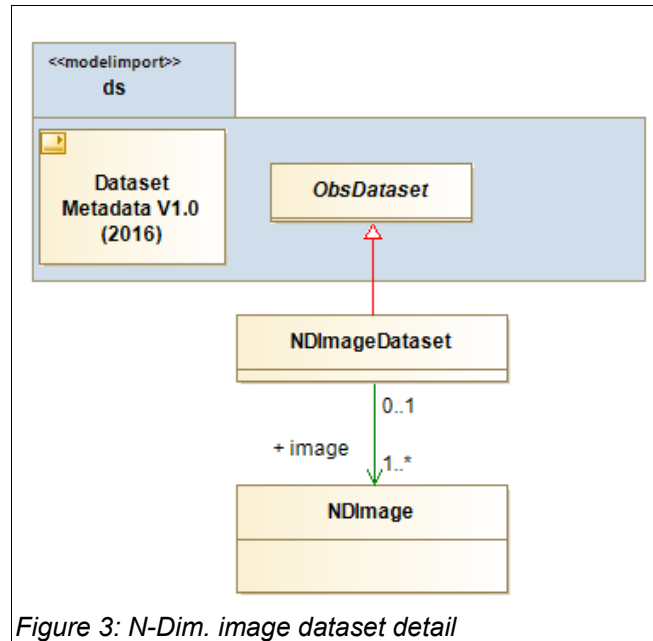 <<modelimport>>
ds
Dataset
Metadata V1.0
(2016)
ObsDataset
NDImageDataset
0..1
+ image
1..*
NDImage
Figure 3: N-Dim. image dataset detail